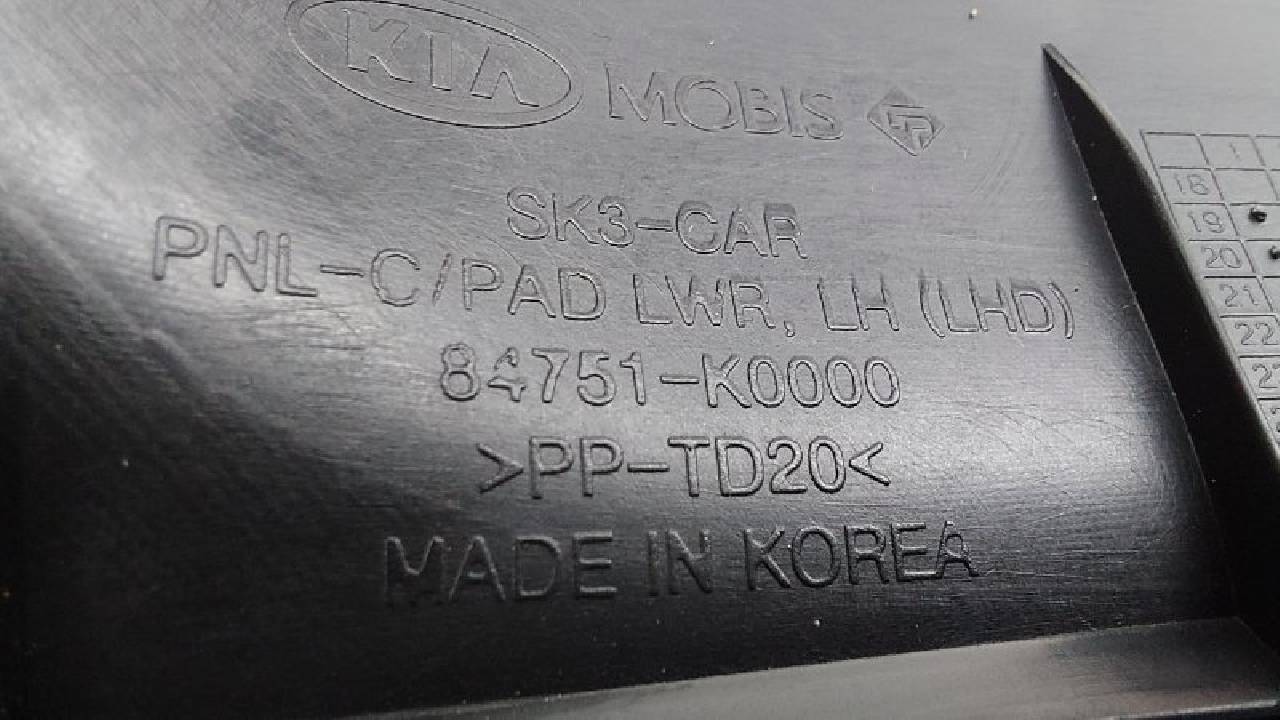 KIA MOBIS
SK3-CAR
PNL-C/PAD LWR, LH (LHD)
84751-K0000
>PP-TD20<
MADE IN KOREA
1
18
19
20
21
22